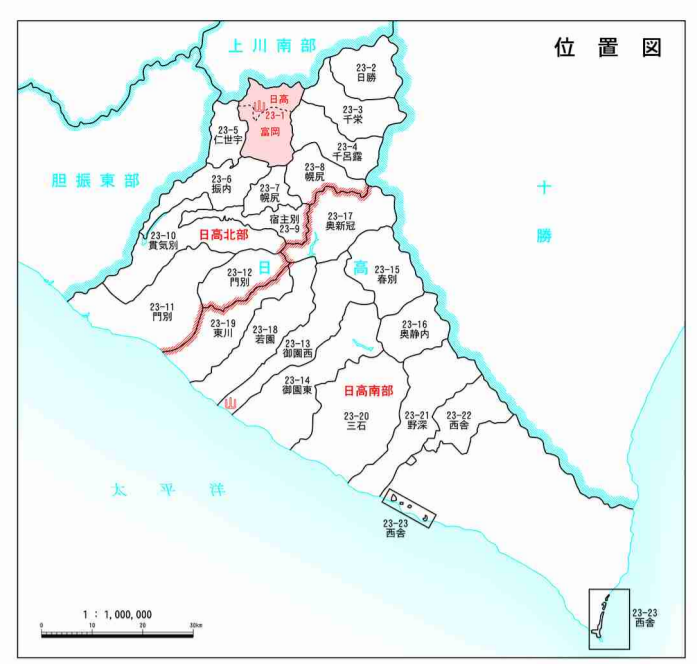 位置図
上川南部
胆振東部
十勝
日高
太平洋
日高北部
日高南部
日高
23-1
富岡
23-2
日勝
23-3
千栄
23-4
千呂露
23-5
仁世宇
23-6
振内
23-7
幌尻
23-8
幌尻
宿主別
23-9
23-10
貫気別
23-11
門別
23-12
門別
23-17
奥新冠
23-15
春別
23-16
奥静内
23-19
東川
23-18
若園
23-13
御園西
23-14
御園東
23-20
三石
23-21
野深
23-22
西舎
23-23
西舎
23-23
西舎
1 : 1,000,000
0 10 20 30km